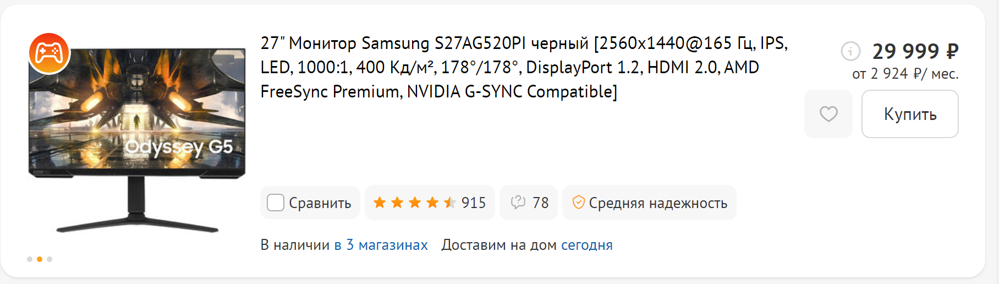 27" Монитор Samsung S27AG520PI черный [2560x1440@165 Гц, IPS,
LED, 1000:1, 400 Кд/м², 178°/178°, DisplayPort 1.2, HDMI 2.0, AMD
FreeSync Premium, NVIDIA G-SYNC Compatible]
29 999 ₽
от 2 924 ₽/ мес.
Купить
Odyssey G5
Сравнить
915
78
Средняя надежность
В наличии в 3 магазинах Доставим на дом сегодня